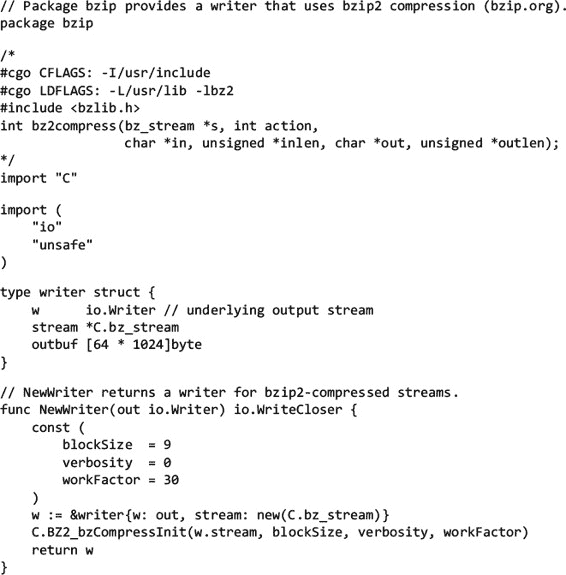 // Package bzip provides a writer that uses bzip2 compression (bzip.org).
package bzip

/*
#cgo CFLAGS: -I/usr/include
#cgo LDFLAGS: -L/usr/lib -lbz2
#include <bzlib.h>
int bz2compress(bz_stream *s, int action,
                char *in, unsigned *inlen, char *out, unsigned *outlen);
*/
import "C"

import (
    "io"
    "unsafe"
)

type writer struct {
    w      io.Writer // underlying output stream
    stream *C.bz_stream
    outbuf [64 * 1024]byte
}

// NewWriter returns a writer for bzip2-compressed streams.
func NewWriter(out io.Writer) io.WriteCloser {
    const (
        blockSize  = 9
        verbosity  = 0
        workFactor = 30
    )
    w := &writer{w: out, stream: new(C.bz_stream)}
    C.BZ2_bzCompressInit(w.stream, blockSize, verbosity, workFactor)
    return w
}